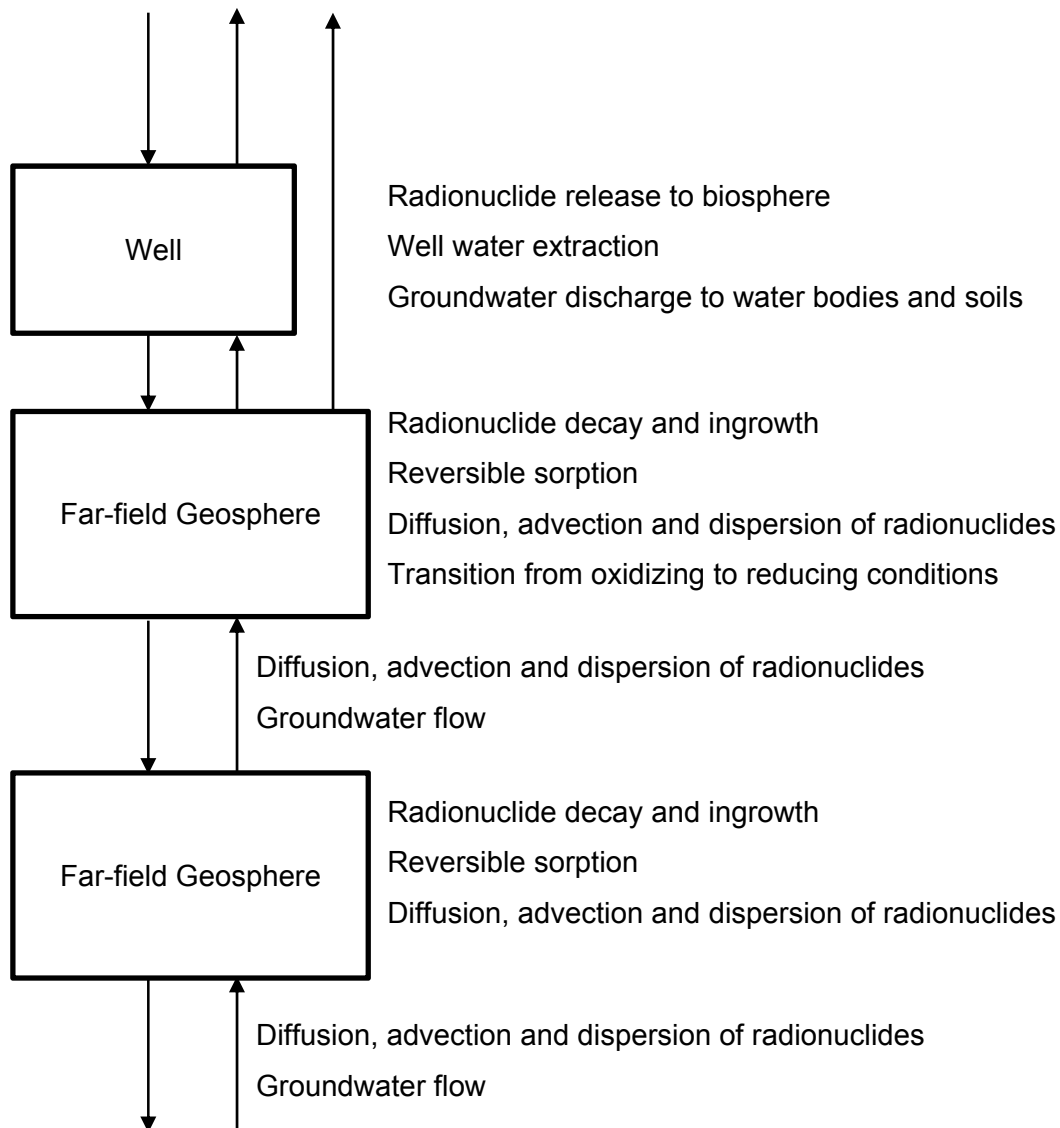 Radionuclide release to biosphere
Well
Well water extraction
Groundwater discharge to water bodies and soils
Radionuclide decay and ingrowth
Reversible sorption
Far-field Geosphere
Diffusion, advection and dispersion of radionuclides
Transition from oxidizing to reducing conditions
Diffusion, advection and dispersion of radionuclides
Groundwater flow
Radionuclide decay and ingrowth
Reversible sorption
Far-field Geosphere
Diffusion, advection and dispersion of radionuclides
Diffusion, advection and dispersion of radionuclides
Groundwater flow